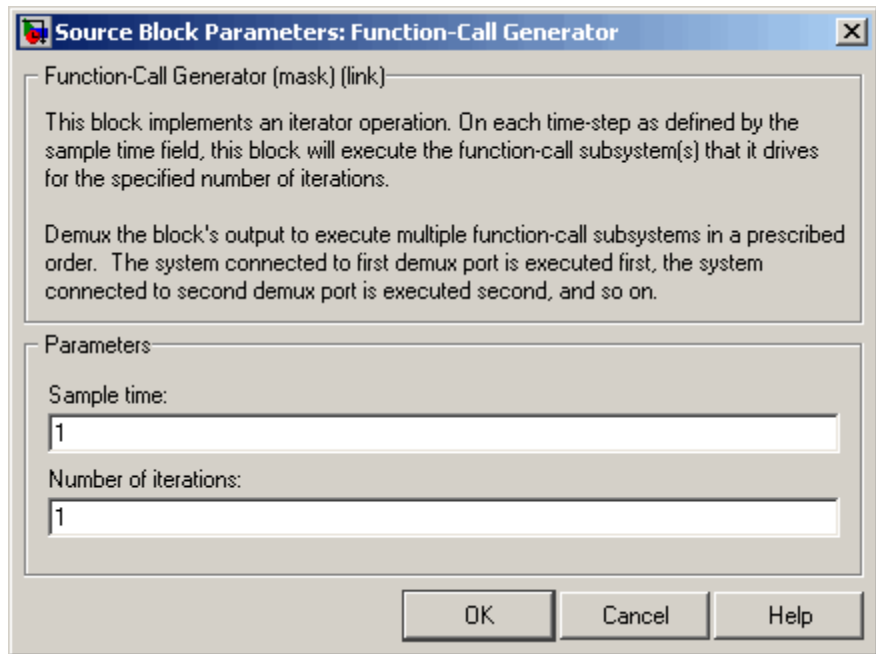 Source Block Parameters: Function-Call Generator
Function-Call Generator (mask) (link)
This block implements an iterator operation. On each time-step as defined by the
sample time field, this block will execute the function-call subsystem(s) that it drives
for the specified number of iterations.
Demux the block's output to execute multiple function-call subsystems in a prescribed
order.  The system connected to first demux port is executed first, the system
connected to second demux port is executed second, and so on.
Parameters
Sample time:
1
Number of iterations:
1
OK Cancel Help